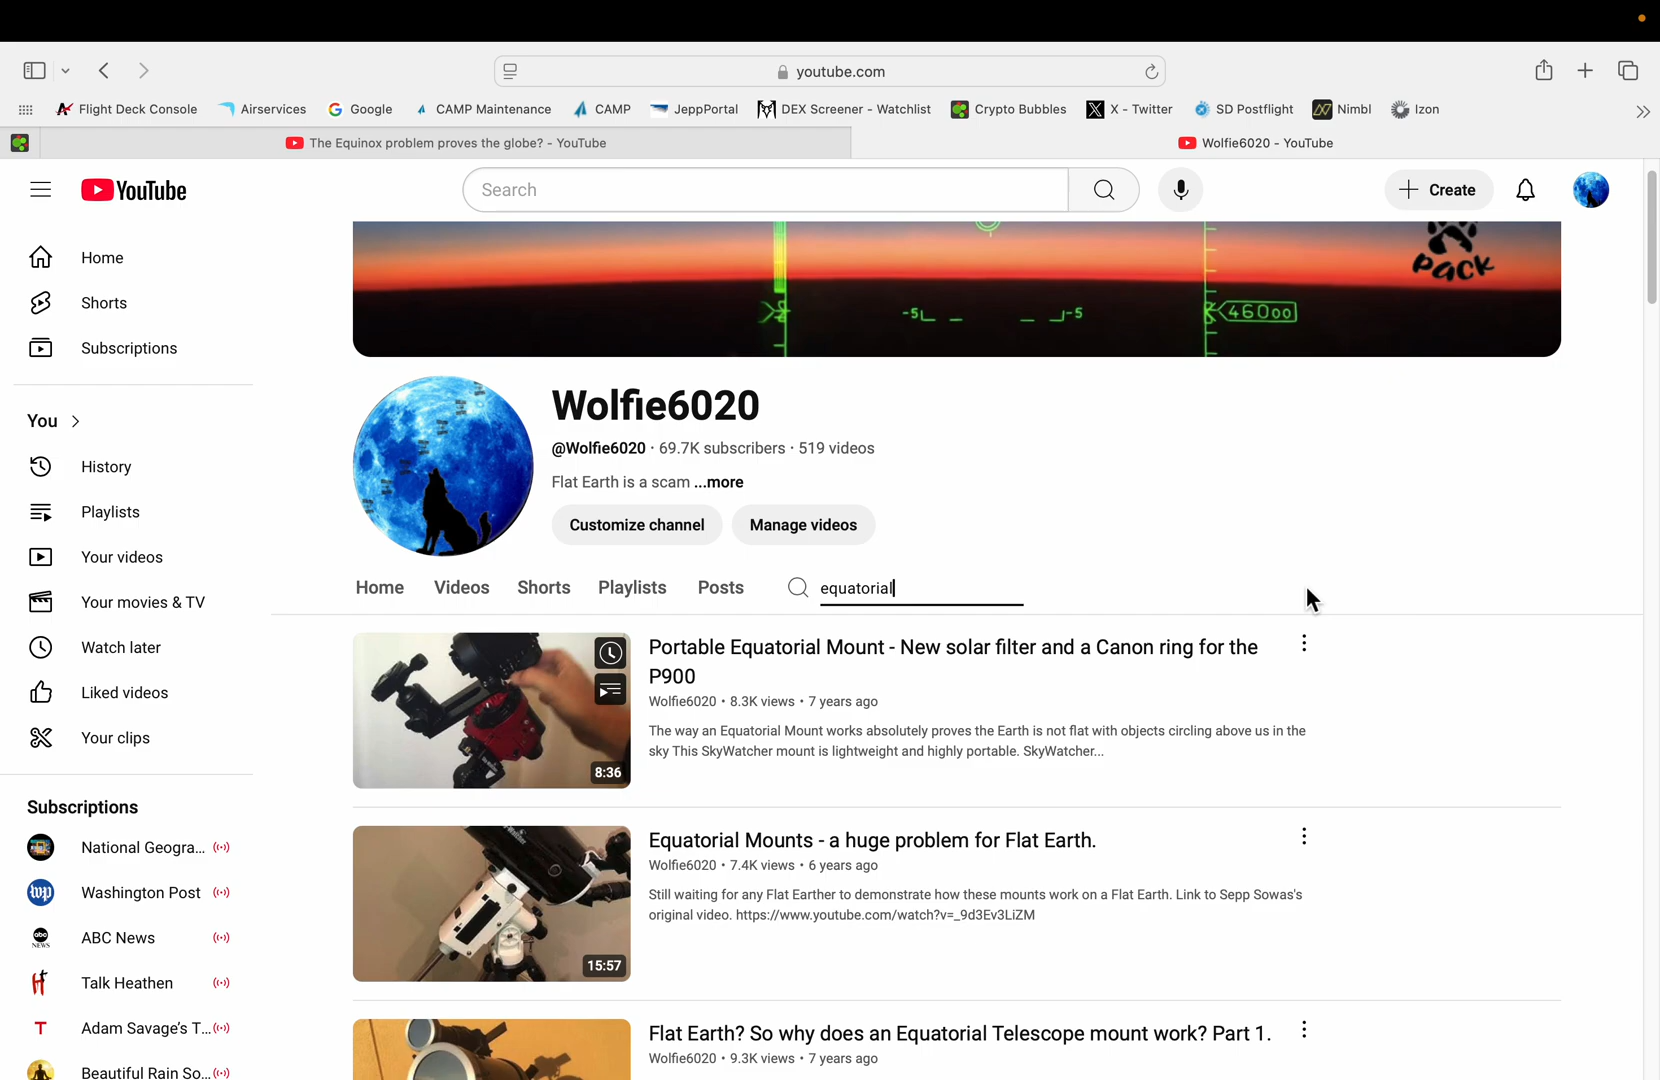 youtube.com
Flight Deck Console
Airservices
Google
CAMP Maintenance
CAMP
JeppPortal
DEX Screener - Watchlist
Crypto Bubbles
X - Twitter
SD Postflight
Nimbl
Izon
The Equinox problem proves the globe? - YouTube
Wolfie6020 - YouTube
YouTube
Search
Create
Home
Shorts
Subscriptions
You
History
Playlists
Your videos
Your movies & TV
Watch later
Liked videos
Your clips
Subscriptions
National Geogra...
Washington Post
ABC News
Talk Heathen
Adam Savage's T...
Beautiful Rain So...
-5
-5
46000
pack
Wolfie6020
@Wolfie6020 · 69.7K subscribers · 519 videos
Flat Earth is a scam ...more
Customize channel
Manage videos
Home
Videos
Shorts
Playlists
Posts
equatorial
8:36
Portable Equatorial Mount - New solar filter and a Canon ring for the
P900
Wolfie6020 • 8.3K views • 7 years ago
The way an Equatorial Mount works absolutely proves the Earth is not flat with objects circling above us in the
sky This SkyWatcher mount is lightweight and highly portable. SkyWatcher...
15:57
Equatorial Mounts - a huge problem for Flat Earth.
Wolfie6020 • 7.4K views • 6 years ago
Still waiting for any Flat Earther to demonstrate how these mounts work on a Flat Earth. Link to Sepp Sowas's
original video. https://www.youtube.com/watch?v=_9d3Ev3LiZM
Flat Earth? So why does an Equatorial Telescope mount work? Part 1.
Wolfie6020 • 9.3K views • 7 years ago